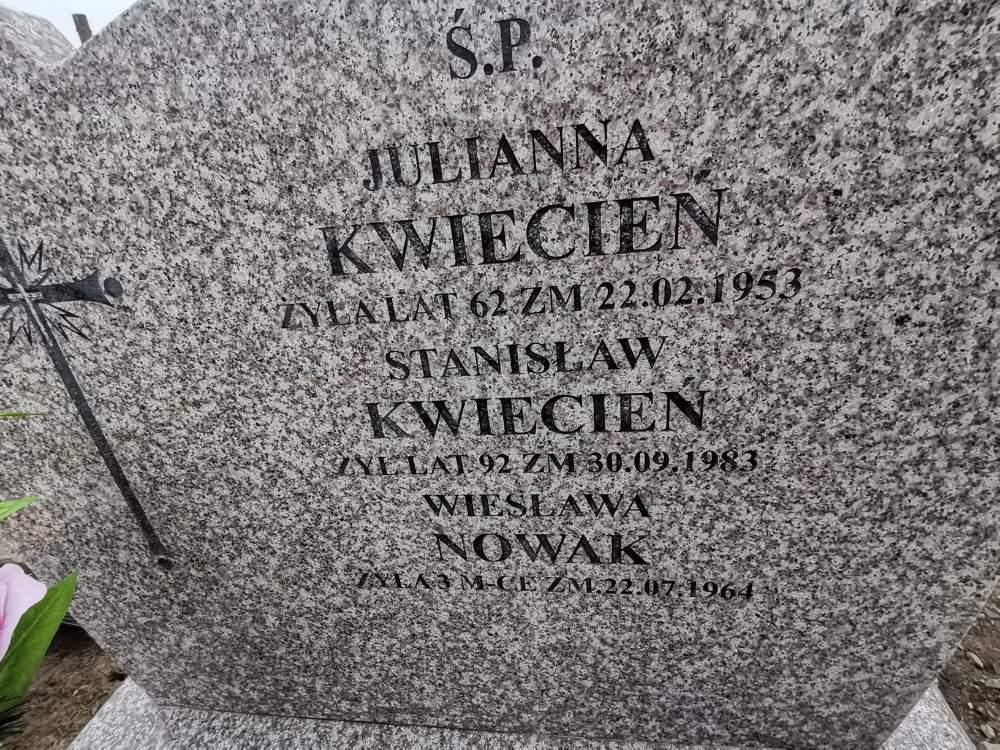 Ś.P.
JULIANNA
KWIECIEŃ
ŻYŁA LAT 62 ZM 22.02.1953
STANISŁAW
KWIECIEŃ
ŻYŁ LAT 92 ZM 30.09.1983
WIESŁAWA
NOWAK
ŻYŁA 3 M-CE ZM.22.07.1964